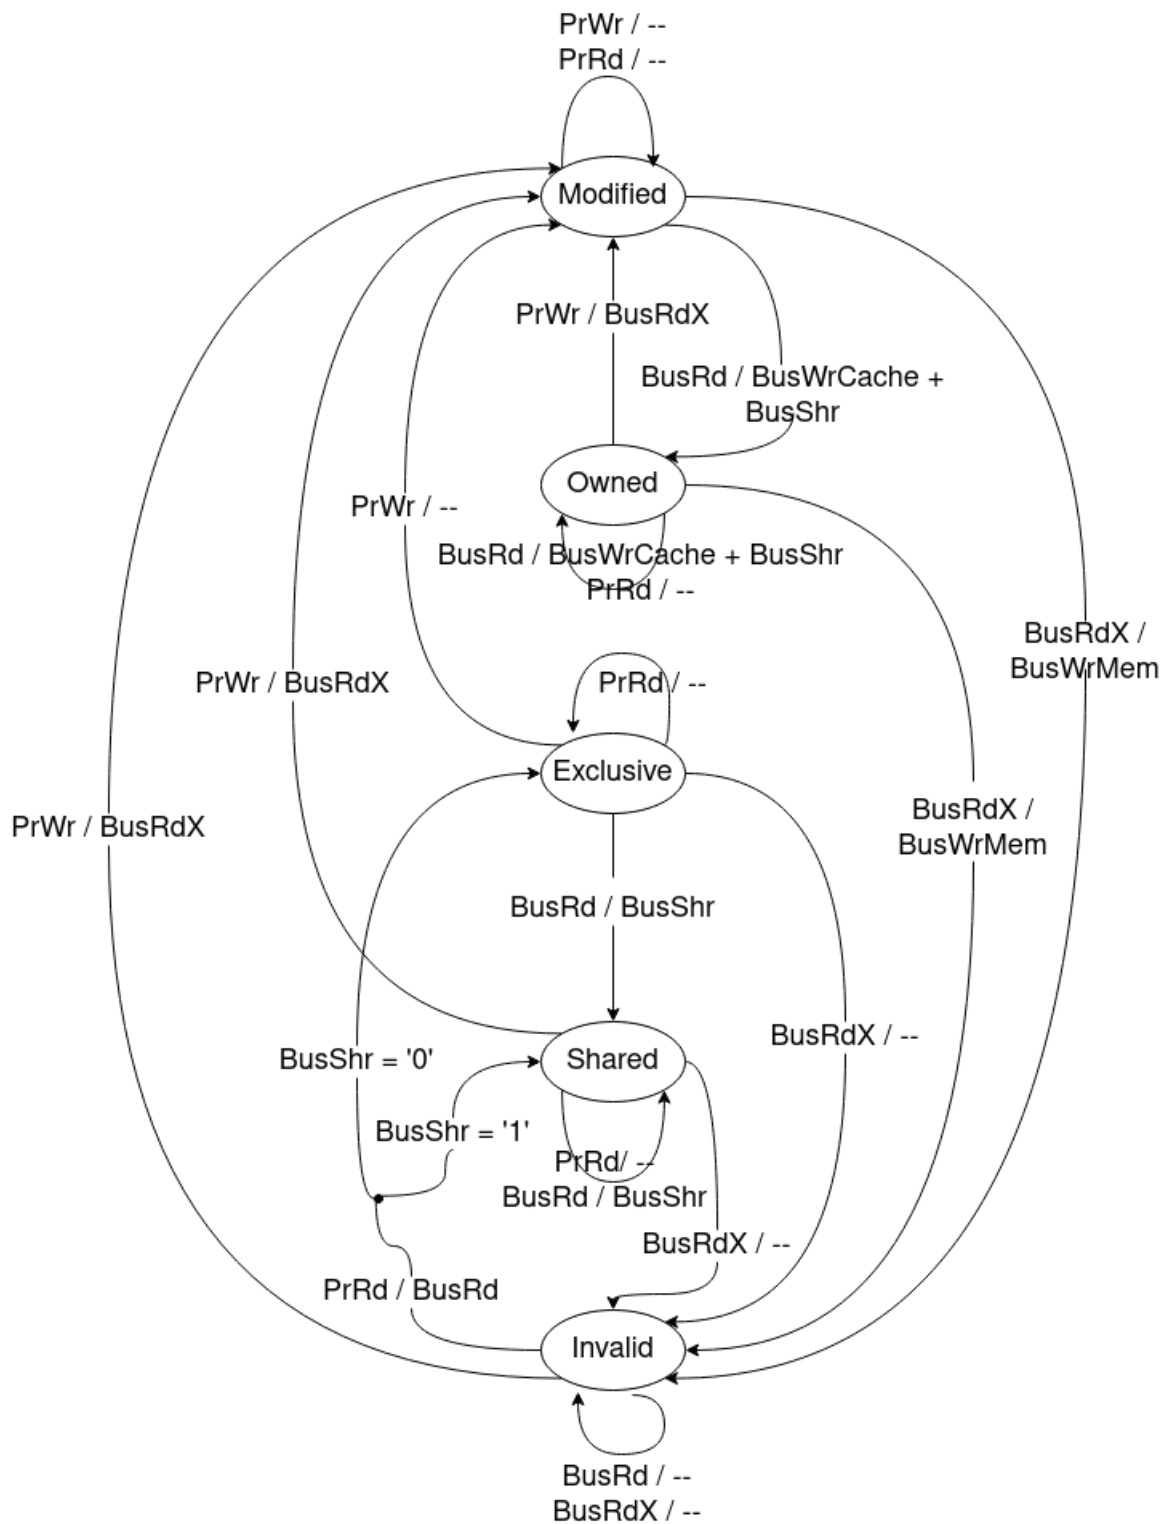 PrWr / --
PrRd / --
Modified
PrWr / BusRdX
BusRd / BusWrCache +
BusShr
Owned
PrWr / --
BusRd / BusWrCache + BusShr
PrRd / --
BusRdX /
BusWrMem
PrWr / BusRdX
PrRd / --
Exclusive
PrWr / BusRdX
BusRdX /
BusWrMem
BusRd / BusShr
BusRdX / --
BusShr = '0'
Shared
BusShr = '1'
PrRd/ --
BusRd / BusShr
BusRdX / --
PrRd / BusRd
Invalid
BusRd / --
BusRdX / --